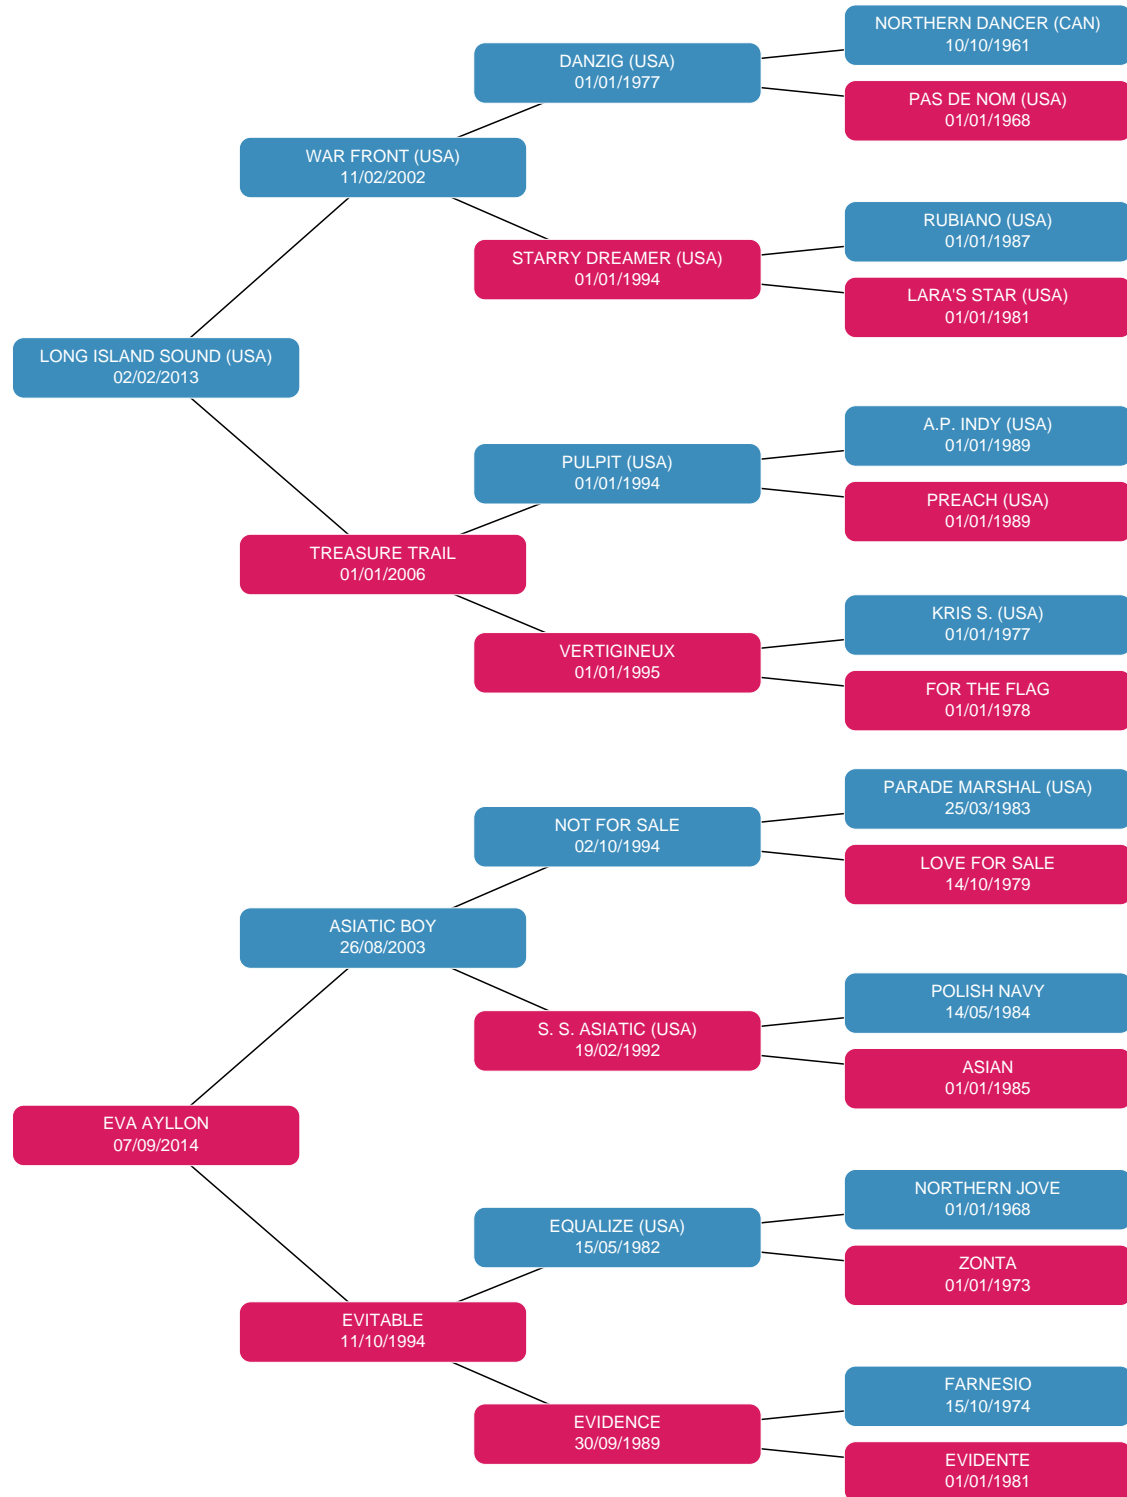 NORTHERN DANCER (CAN)
10/10/1961
DANZIG (USA)
01/01/1977
PAS DE NOM (USA)
01/01/1968
WAR FRONT (USA)
11/02/2002
RUBIANO (USA)
01/01/1987
STARRY DREAMER (USA)
01/01/1994
LARA'S STAR (USA)
01/01/1981
LONG ISLAND SOUND (USA)
02/02/2013
A.P. INDY (USA)
01/01/1989
PULPIT (USA)
01/01/1994
PREACH (USA)
01/01/1989
TREASURE TRAIL
01/01/2006
KRIS S. (USA)
01/01/1977
VERTIGINEUX
01/01/1995
FOR THE FLAG
01/01/1978
PARADE MARSHAL (USA)
25/03/1983
NOT FOR SALE
02/10/1994
LOVE FOR SALE
14/10/1979
ASIATIC BOY
26/08/2003
POLISH NAVY
14/05/1984
S. S. ASIATIC (USA)
19/02/1992
ASIAN
01/01/1985
EVA AYLLON
07/09/2014
NORTHERN JOVE
01/01/1968
EQUALIZE (USA)
15/05/1982
ZONTA
01/01/1973
EVITABLE
11/10/1994
FARNESIO
15/10/1974
EVIDENCE
30/09/1989
EVIDENTE
01/01/1981